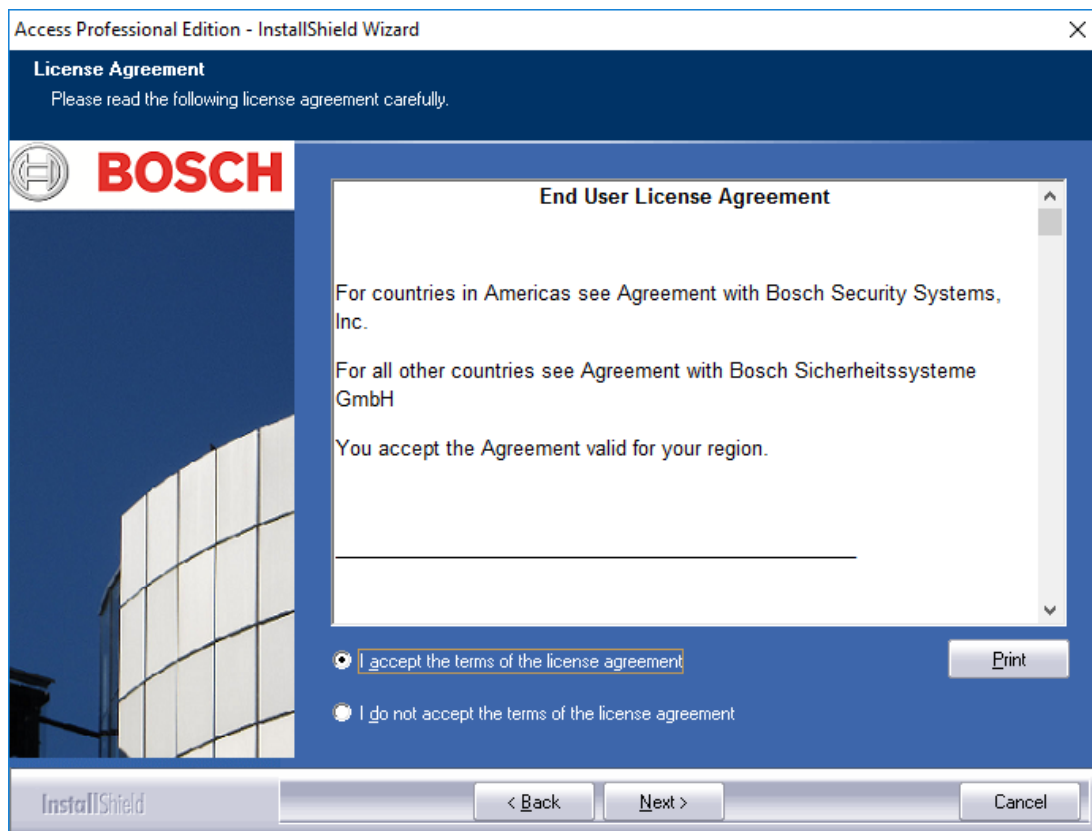 Access Professional Edition - InstallShield Wizard
License Agreement
Please read the following license agreement carefully.
BOSCH
End User License Agreement
For countries in Americas see Agreement with Bosch Security Systems,
Inc.
For all other countries see Agreement with Bosch Sicherheitssysteme
GmbH
You accept the Agreement valid for your region.
I accept the terms of the license agreement
Print
I do not accept the terms of the license agreement
InstallShield
< Back
Next >
Cancel